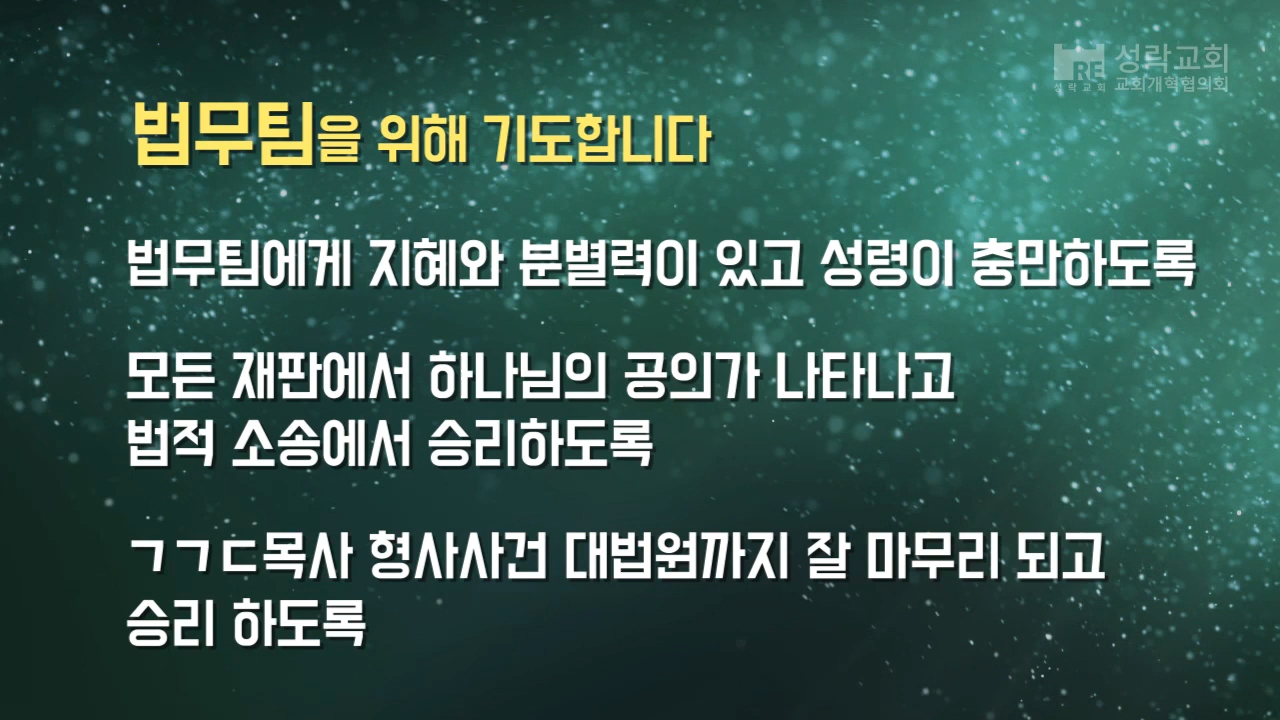 RE
성락교회
성락교회
교회개혁협의회
법무팀을 위해 기도합니다
법무팀에게 지혜와 분별력이 있고 성령이 충만하도록
모든 재판에서 하나님의 공의가 나타나고
법적 소송에서 승리하도록
ㄱㄱㄷ목사 형사사건 대법원까지 잘 마무리 되고
승리 하도록